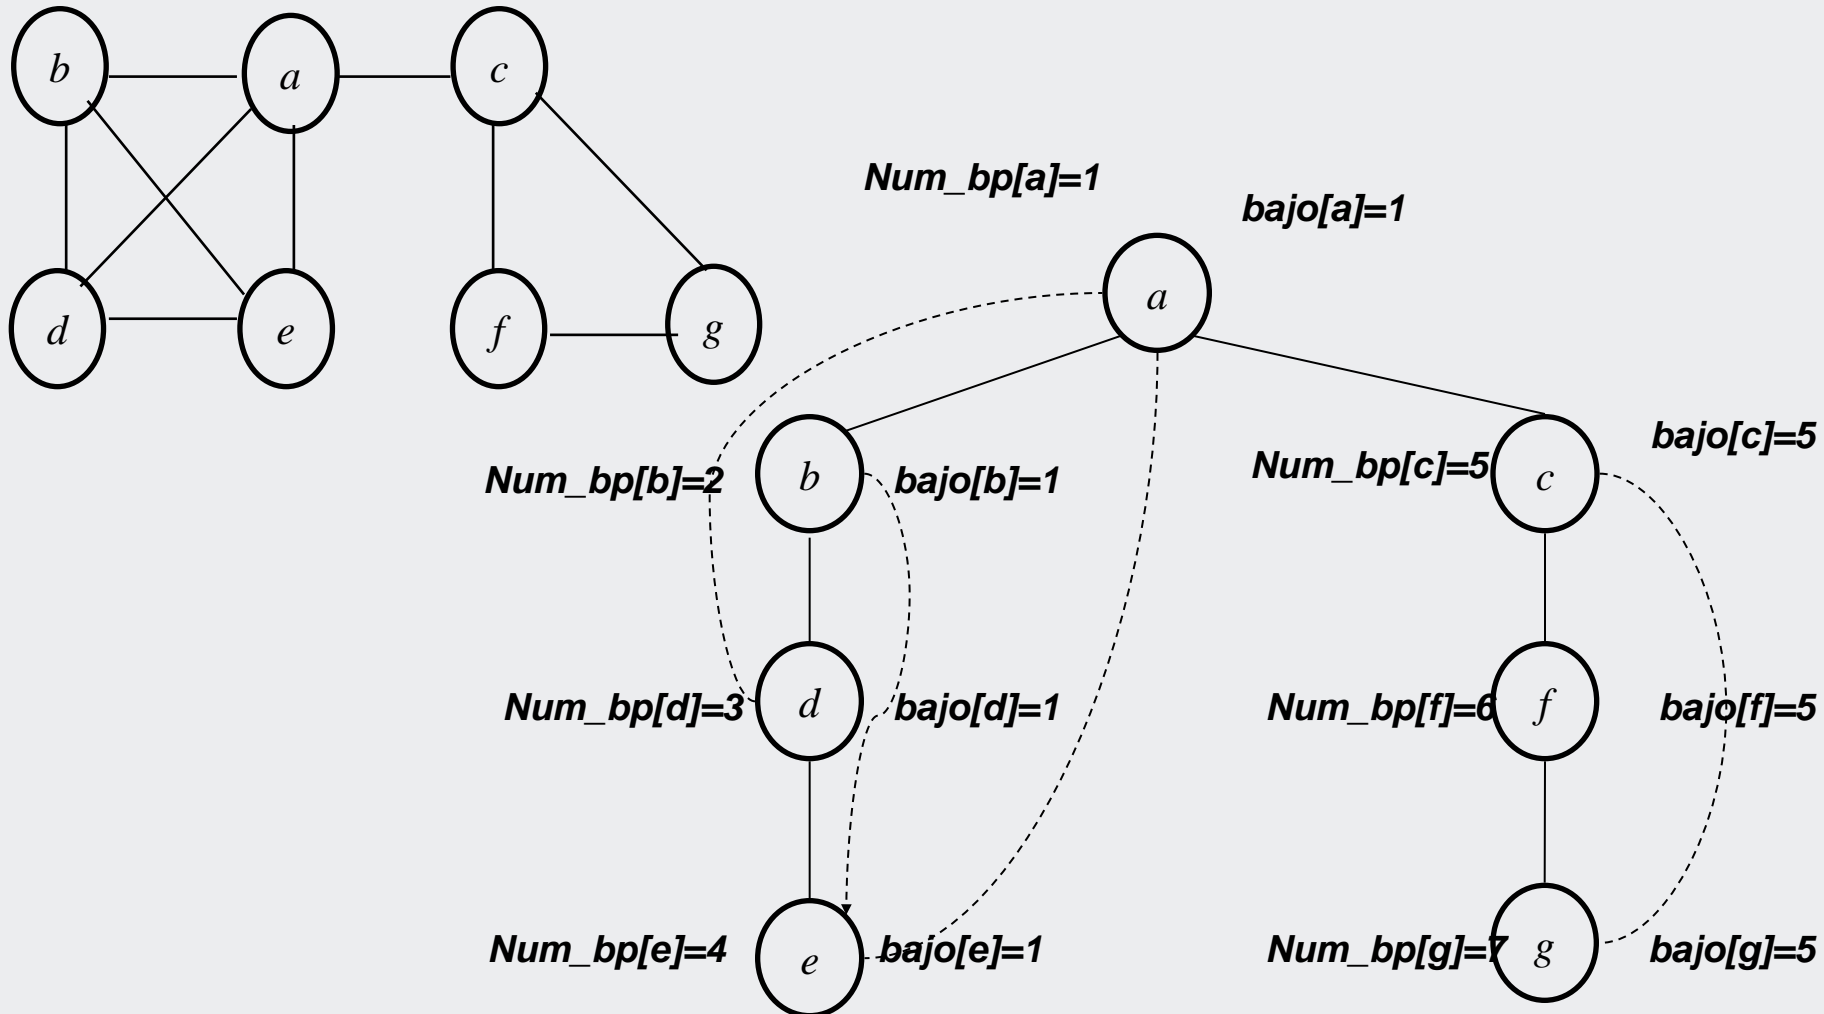 b a c
d e f g
Num_bp[a]=1
bajo[a]=1
a
Num_bp[b]=2 b bajo[b]=1
Num_bp[c]=5 c bajo[c]=5
Num_bp[d]=3 d bajo[d]=1
Num_bp[f]=6 f bajo[f]=5
Num_bp[e]=4 e bajo[e]=1
Num_bp[g]=7 g bajo[g]=5